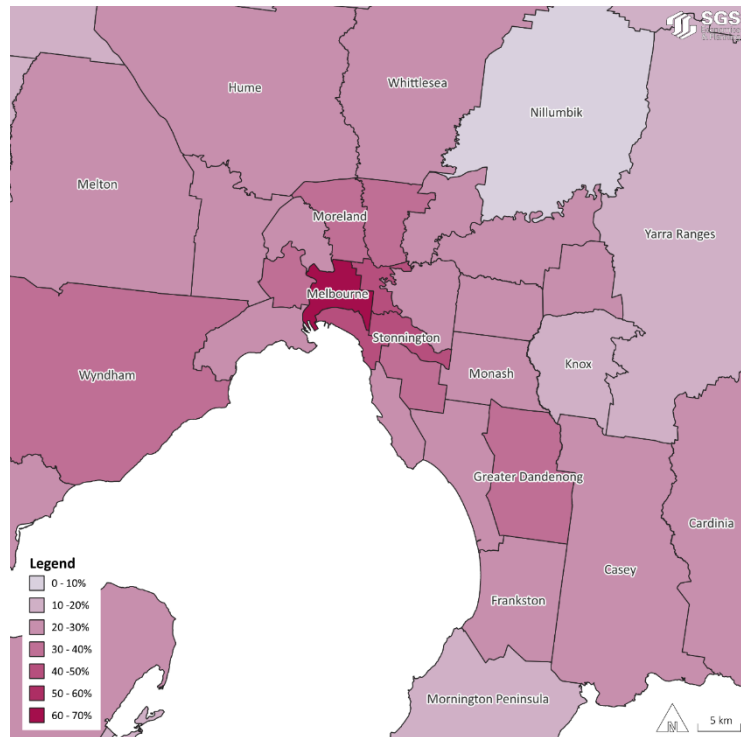 SGS
Hume
Whittlesea
Nillumbik
Melton
Moreland
Yarra Ranges
Melbourne
Stonnington
Wyndham
Monash
Knox
Greater Dandenong
Cardinia
Casey
Frankston
Mornington Peninsula
Legend
0 - 10%
10 -20%
20 - 30%
30 - 40%
40 -50%
50 - 60%
60 - 70%
N
5 km